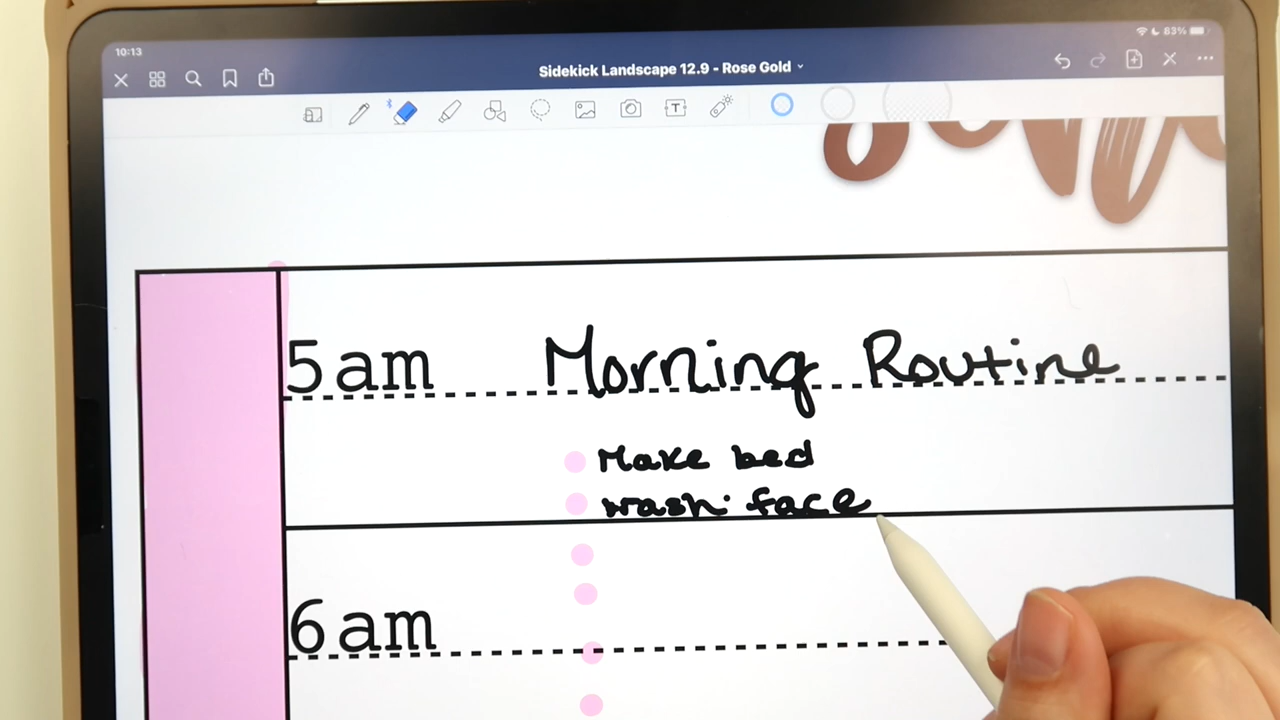 10:13
83%
Sidekick Landscape 12.9 - Rose Gold
T
5am Morning Routine
Make bed
wash face
6am